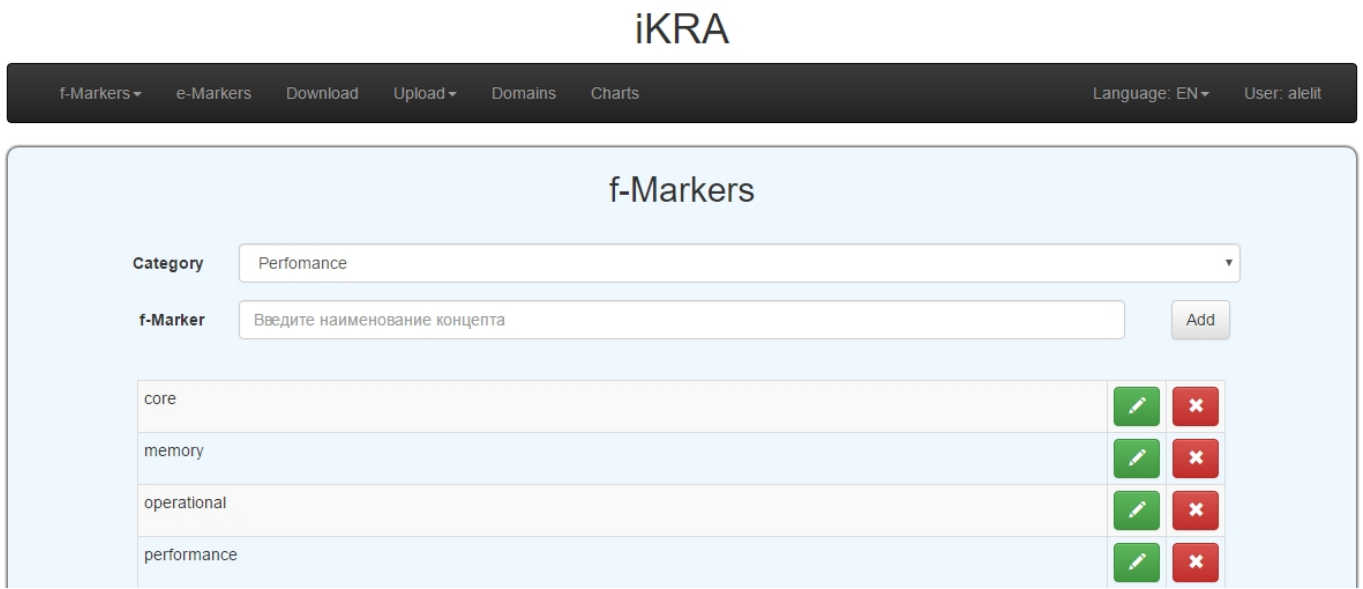 iKRA
f-Markers e-Markers Download Upload Domains Charts Language: EN User: alelit
f-Markers
Category Perfomance
f-Marker Введите наименование концепта Add
core
memory
operational
performance